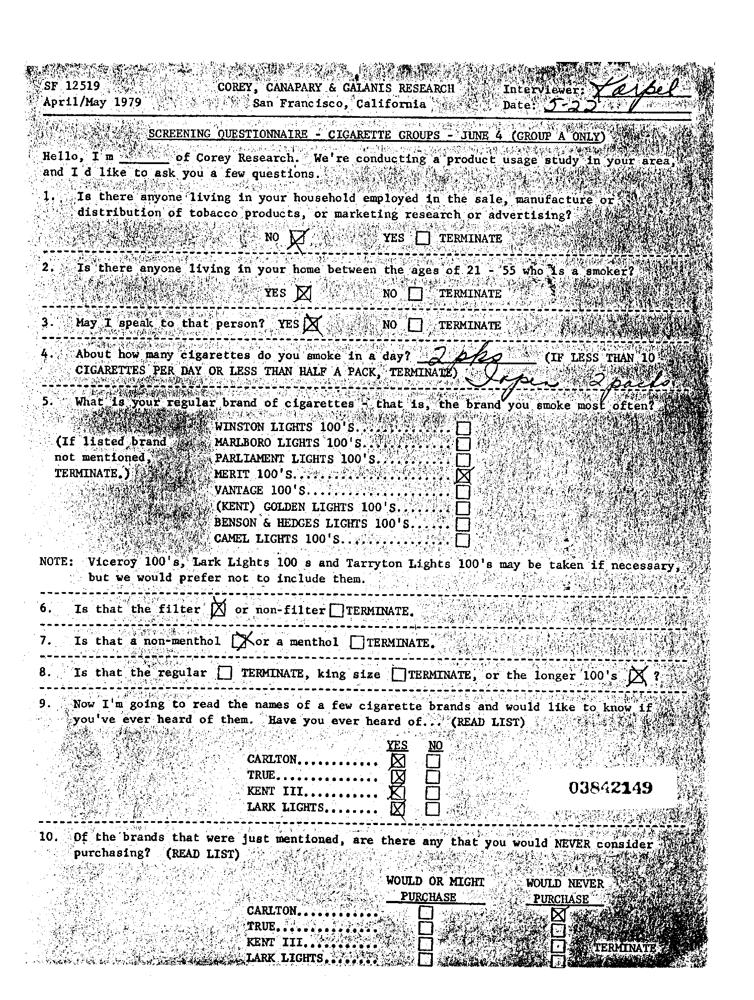 SF 12519 COREY, CANAPARY & GALANIS RESEARCH Interviewer: Karpel
April/May 1979 San Francisco, California Date: 5-22
SCREENING QUESTIONNAIRE - CIGARETTE GROUPS - JUNE 4 (GROUP A ONLY)
Hello, I'm ______ of Corey Research. We're conducting a product usage study in your area,
and I'd like to ask you a few questions.
1. Is there anyone living in your household employed in the sale, manufacture or
distribution of tobacco products, or marketing research or advertising?
NO ☒ YES ☐ TERMINATE
2. Is there anyone living in your home between the ages of 21 - 55 who is a smoker?
YES ☒ NO ☐ TERMINATE
3. May I speak to that person? YES ☒ NO ☐ TERMINATE
4. About how many cigarettes do you smoke in a day? 2 pks (IF LESS THAN 10
CIGARETTES PER DAY OR LESS THAN HALF A PACK, TERMINATE) 2 packs
5. What is your regular brand of cigarettes - that is, the brand you smoke most often?
WINSTON LIGHTS 100'S.............. ☐
(If listed brand MARLBORO LIGHTS 100'S............. ☐
not mentioned, PARLIAMENT LIGHTS 100'S........... ☐
TERMINATE.) MERIT 100'S....................... ☒
VANTAGE 100'S..................... ☐
(KENT) GOLDEN LIGHTS 100'S........ ☐
BENSON & HEDGES LIGHTS 100'S...... ☐
CAMEL LIGHTS 100'S................ ☐
NOTE: Viceroy 100's, Lark Lights 100 s and Tarryton Lights 100's may be taken if necessary,
but we would prefer not to include them.
6. Is that the filter ☒ or non-filter ☐ TERMINATE.
7. Is that a non-menthol ☒ or a menthol ☐ TERMINATE.
8. Is that the regular ☐ TERMINATE, king size ☐ TERMINATE, or the longer 100's ☒ ?
9. Now I'm going to read the names of a few cigarette brands and would like to know if
you've ever heard of them. Have you ever heard of... (READ LIST)
YES NO
CARLTON............ ☒ ☐
TRUE............... ☒ ☐
KENT III........... ☒ ☐
LARK LIGHTS........ ☒ ☐
03842149
10. Of the brands that were just mentioned, are there any that you would NEVER consider
purchasing? (READ LIST)
WOULD OR MIGHT WOULD NEVER
PURCHASE PURCHASE
CARLTON............ ☐ ☒
TRUE............... ☐ ☐
KENT III........... ☐ ☐ TERMINATE
LARK LIGHTS........ ☐ ☐